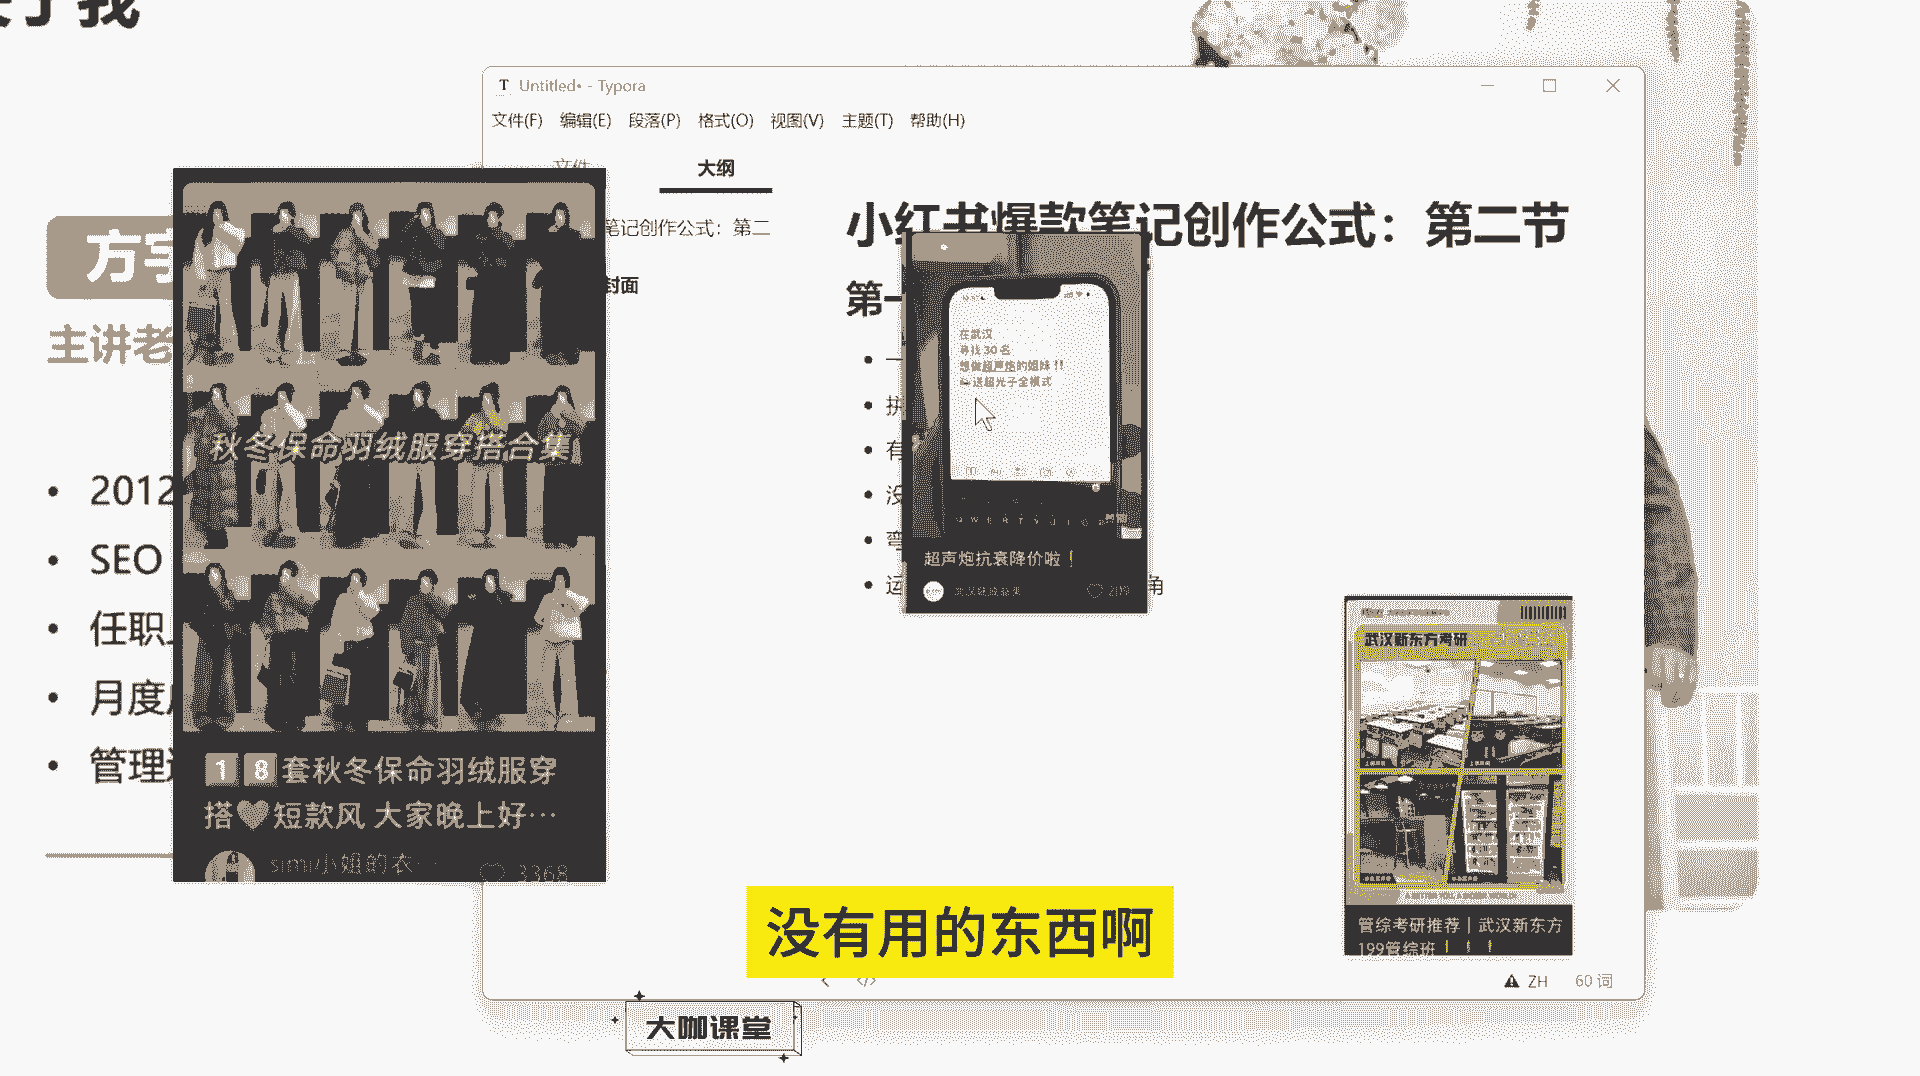 T Untitled• - Typora
文件(F) 编辑(E) 段落(P) 格式(O) 视图(V) 主题(T) 帮助(H)
文件 大纲
笔记创作公式：第二
封面
小红书爆款笔记创作公式：第二节
第一
方宇
主讲老
• 2012
• SEO
• 任职
• 月度
• 管理
秋冬保命羽绒服穿搭合集
18套秋冬保命羽绒服穿
搭♥短款风 大家晚上好…
simi小姐的衣…
3368
在武汉
寻找 30 名
想做超声炮的姐妹!!
送超光子全模式
超声炮抗衰降价啦！
角
武汉新东方考研
管综考研推荐｜武汉新东方
199管综班！！！
没有用的东西啊
ZH 60 词
大咖课堂